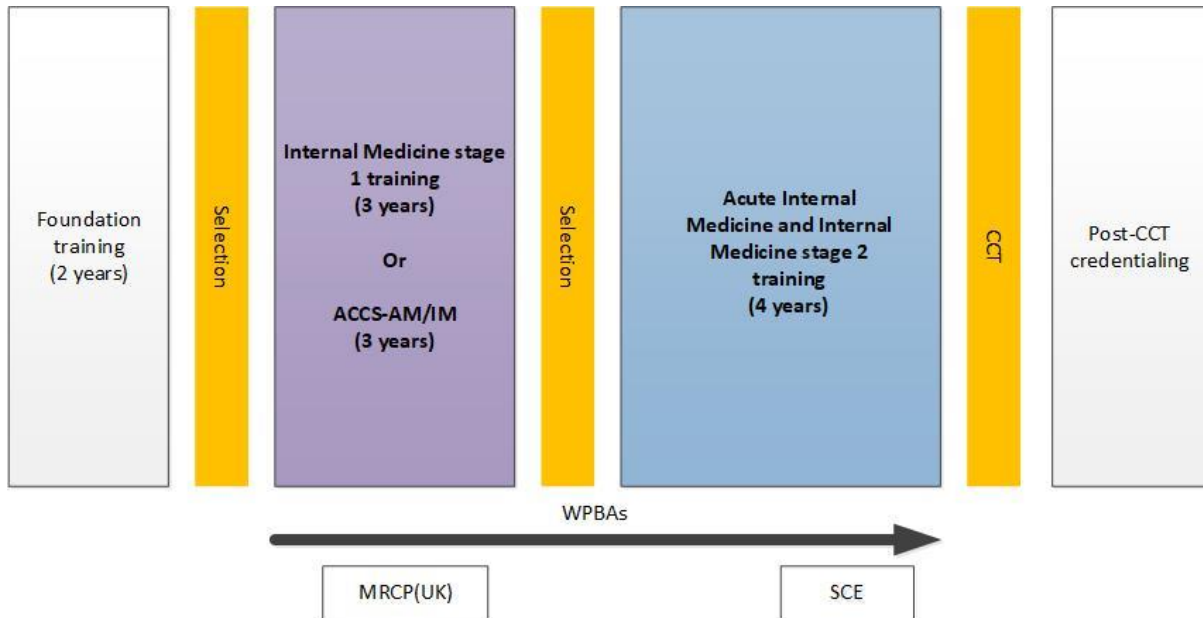 Foundation
training
(2 years)
Selection
Internal Medicine stage
1 training
(3 years)
Or
ACCS-AM/IM
(3 years)
Selection
Acute Internal
Medicine and Internal
Medicine stage 2
training
(4 years)
CCT
Post-CCT
credentialing
WPBAs
MRCP(UK)
SCE